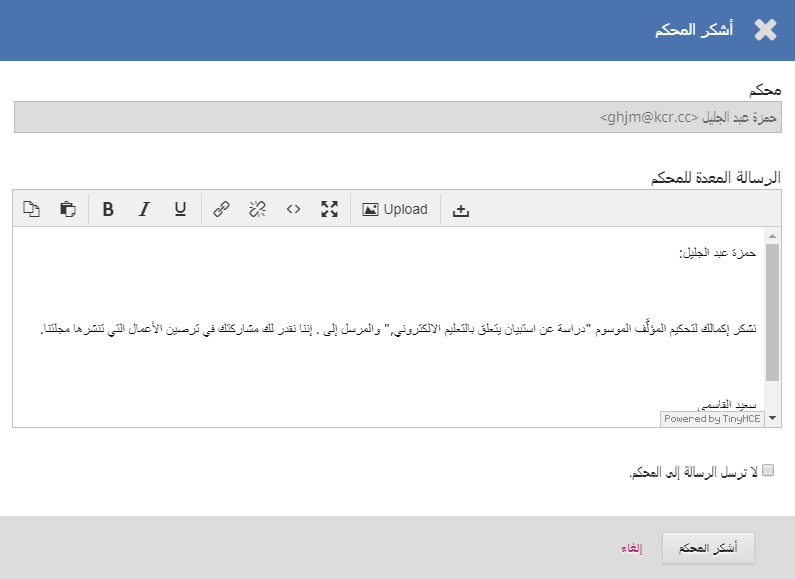 أشكر المحكم
محكم
حمزة عبد الجليل <ghjm@kcr.cc>
الرسالة المعدة للمحكم
B I U <> Upload
حمزة عبد الجليل:
نشكر إكمالك لتحكيم المؤلَّف الموسوم "دراسة عن استبيان يتعلق بالتعليم الالكتروني," والمرسل إلى . إننا نقدر لك مشاركتك في ترصين الأعمال التي تنشرها مجلتنا.
سعيد القاسمي
Powered by TinyMCE
لا ترسل الرسالة إلى المحكم.
أشكر المحكم
إلغاء